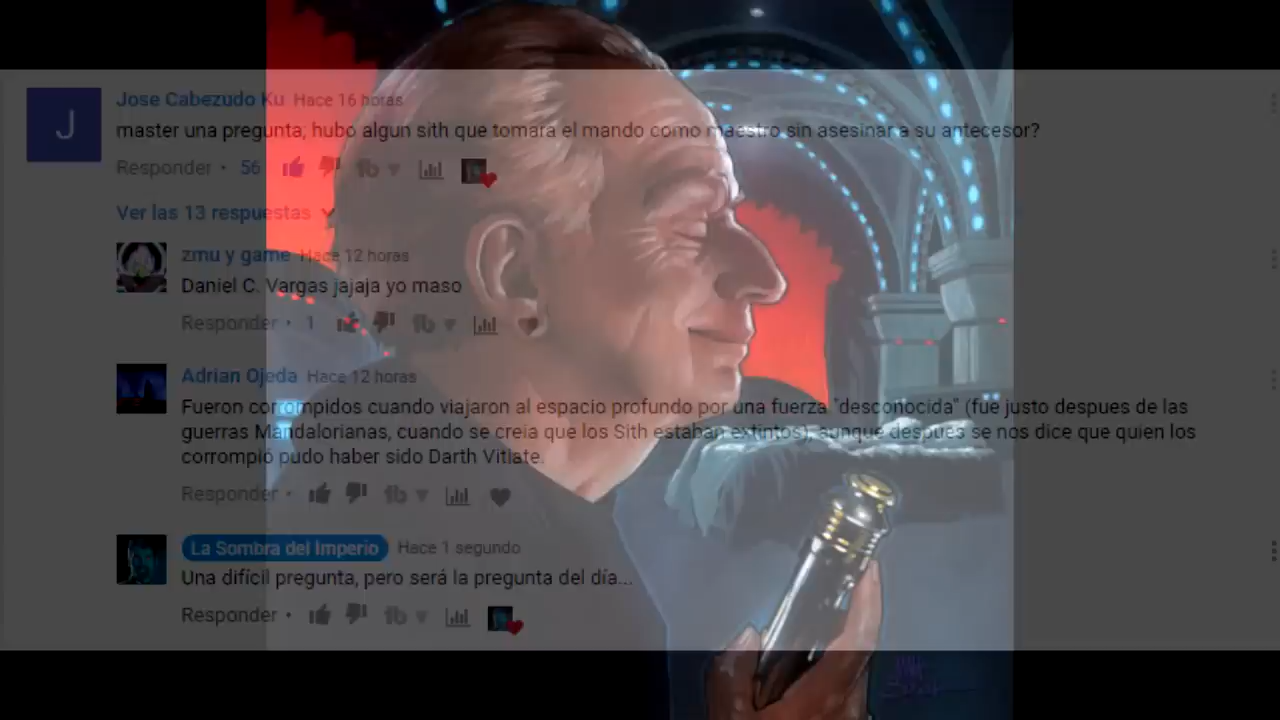 J
Jose Cabezudo Ku Hace 16 horas
master una pregunta; hubo algun sith que tomara el mando como maestro sin asesinar a su antecesor?
Responder • 56
Ver las 13 respuestas
zmu y game Hace 12 horas
Daniel C. Vargas jajaja yo maso
Responder • 1
Adrian Ojeda Hace 12 horas
Fueron corrompidos cuando viajaron al espacio profundo por una fuerza "desconocida" (fue justo despues de las
guerras Mandalorianas, cuando se creia que los Sith estaban extintos), aunque despues se nos dice que quien los
corrompió pudo haber sido Darth Vitiate.
Responder •
La Sombra del Imperio Hace 1 segundo
Una difícil pregunta, pero será la pregunta del día...
Responder •